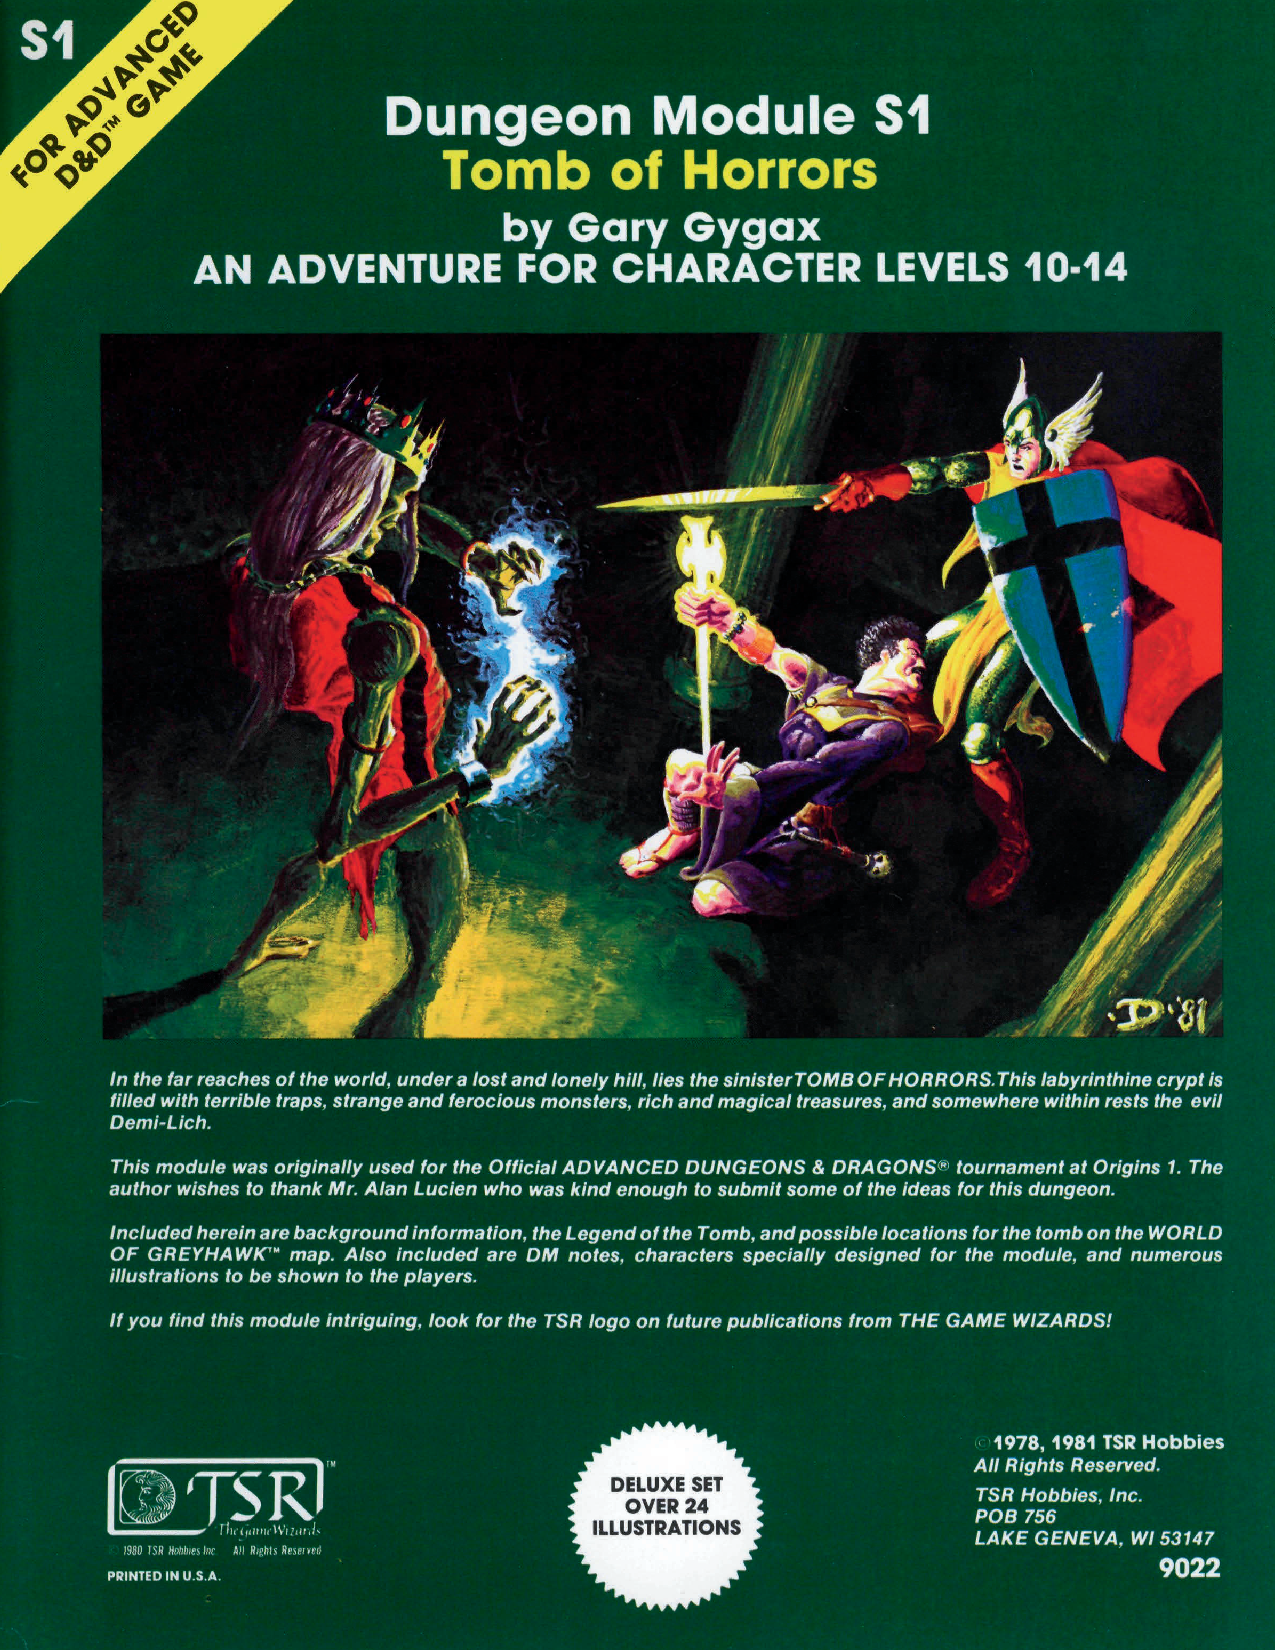 S1
FOR ADVANCED
D&D™ GAME
Dungeon Module S1
Tomb of Horrors
by Gary Gygax
AN ADVENTURE FOR CHARACTER LEVELS 10-14
D '81
In the far reaches of the world, under a lost and lonely hill, lies the sinister TOMB OF HORRORS. This labyrinthine crypt is
filled with terrible traps, strange and ferocious monsters, rich and magical treasures, and somewhere within rests the evil
Demi-Lich.
This module was originally used for the Official ADVANCED DUNGEONS & DRAGONS® tournament at Origins 1. The
author wishes to thank Mr. Alan Lucien who was kind enough to submit some of the ideas for this dungeon.
Included herein are background information, the Legend of the Tomb, and possible locations for the tomb on the WORLD
OF GREYHAWK™ map. Also included are DM notes, characters specially designed for the module, and numerous
illustrations to be shown to the players.
If you find this module intriguing, look for the TSR logo on future publications from THE GAME WIZARDS!
TSR™
The Game Wizards
© 1980 TSR Hobbies Inc. All Rights Reserved
PRINTED IN U.S.A.
DELUXE SET
OVER 24
ILLUSTRATIONS
© 1978, 1981 TSR Hobbies
All Rights Reserved.
TSR Hobbies, Inc.
POB 756
LAKE GENEVA, WI 53147
9022